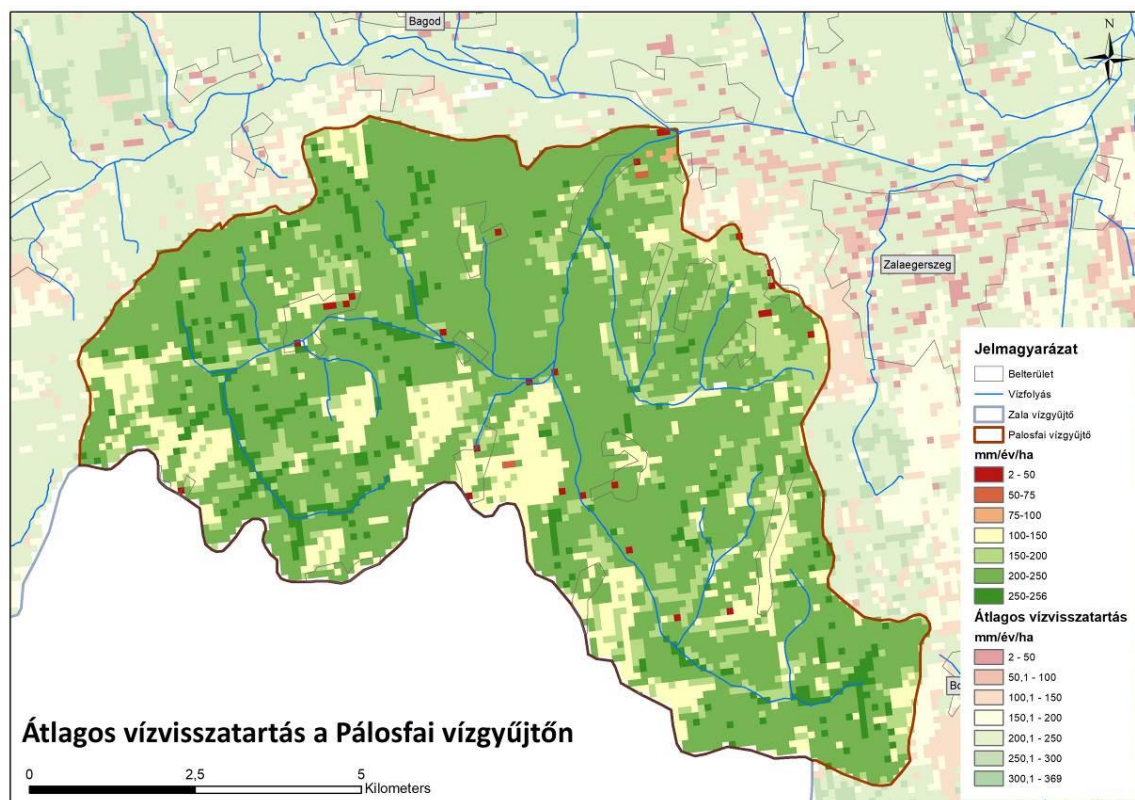 Bagod
N
Zalaegerszeg
Jelmagyarázat
Belterület
Vízfolyás
Zala vízgyűjtő
Palosfai vízgyűjtő
mm/év/ha
2 - 50
50-75
75-100
100-150
150-200
200-250
250-256
Átlagos vízvisszatartás
mm/év/ha
2 - 50
50,1 - 100
100,1 - 150
150,1 - 200
200,1 - 250
250,1 - 300
300,1 - 369
Átlagos vízvisszatartás a Pálosfai vízgyűjtőn
0 2,5 5
Kilometers